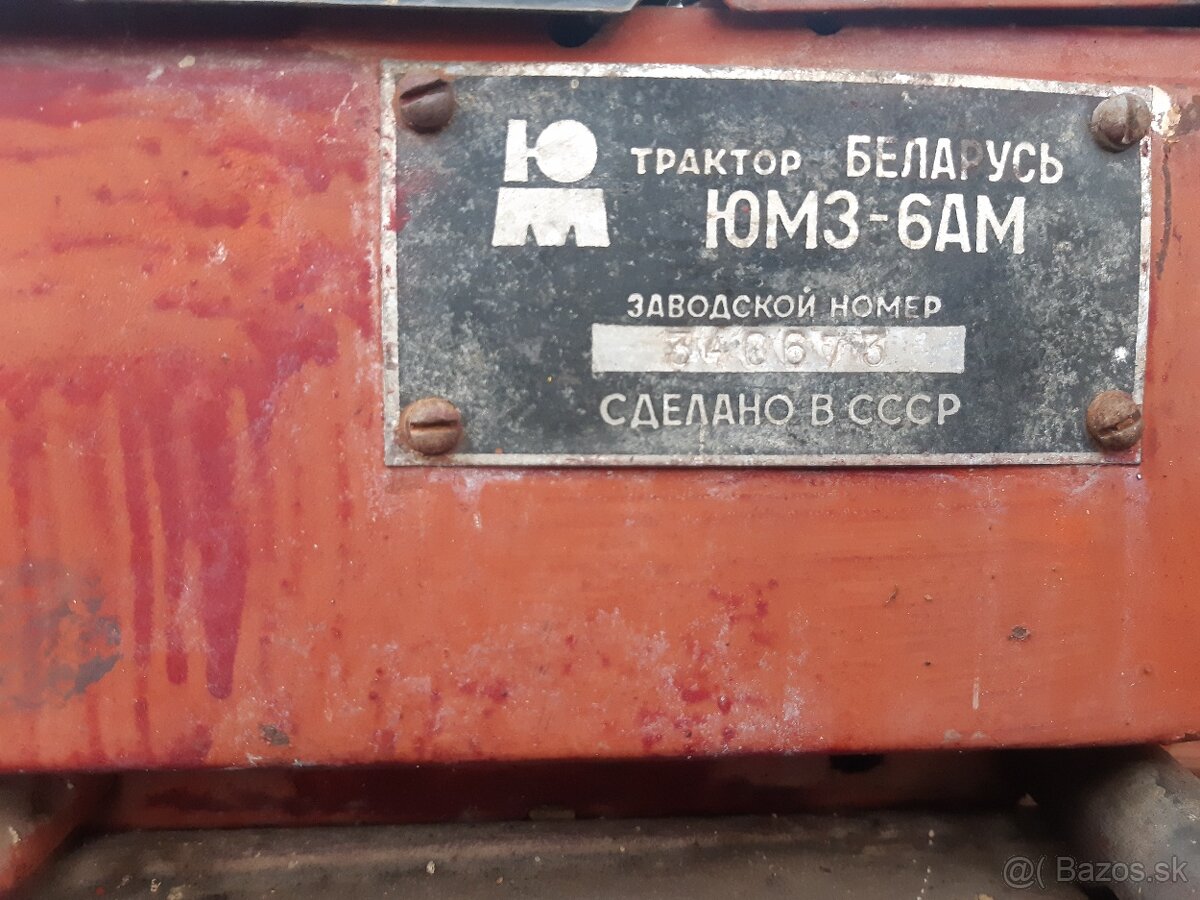 Ю
М
ТРАКТОР БЕЛАРУСЬ
ЮМЗ-6АМ
ЗАВОДСКОЙ НОМЕР
СДЕЛАНО В СССР
@( Bazos.sk